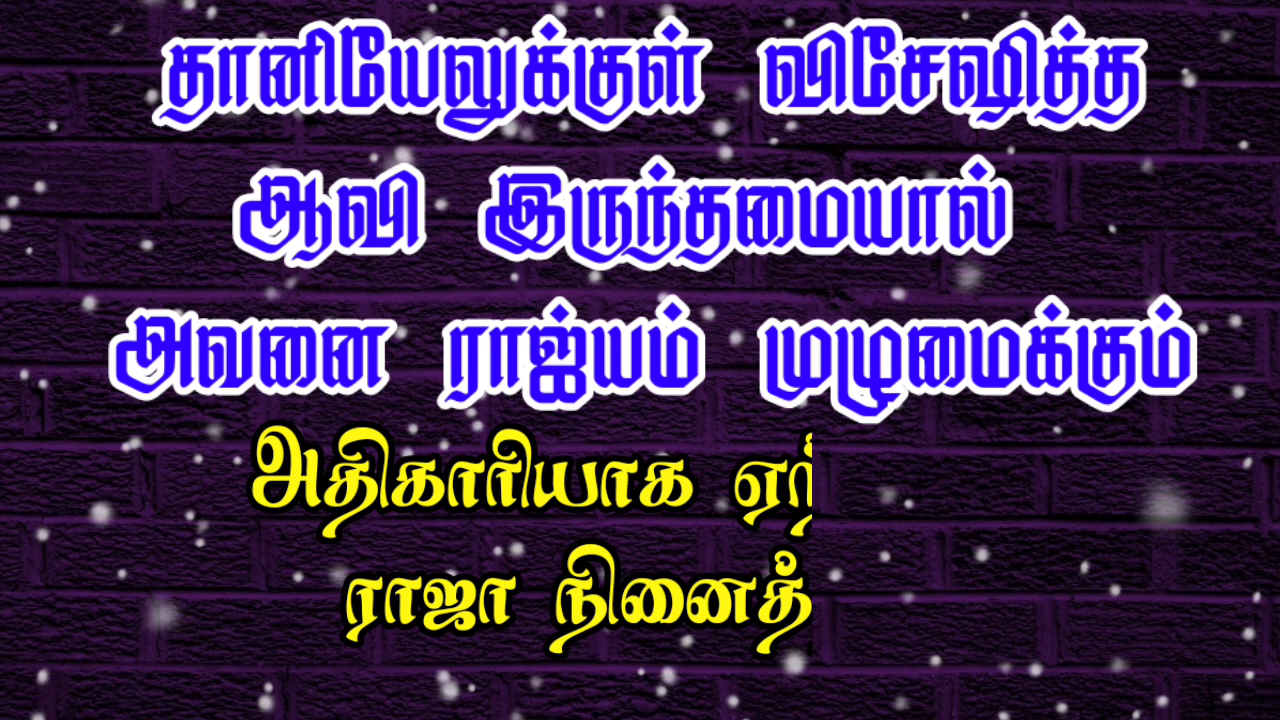 தானியேலுக்குள் விசேஷித்த
ஆவி இருந்தமையால்
அவனை ராஜ்யம் முழுமைக்கும்
அதிகாரியாக
ராஜா நினைத்